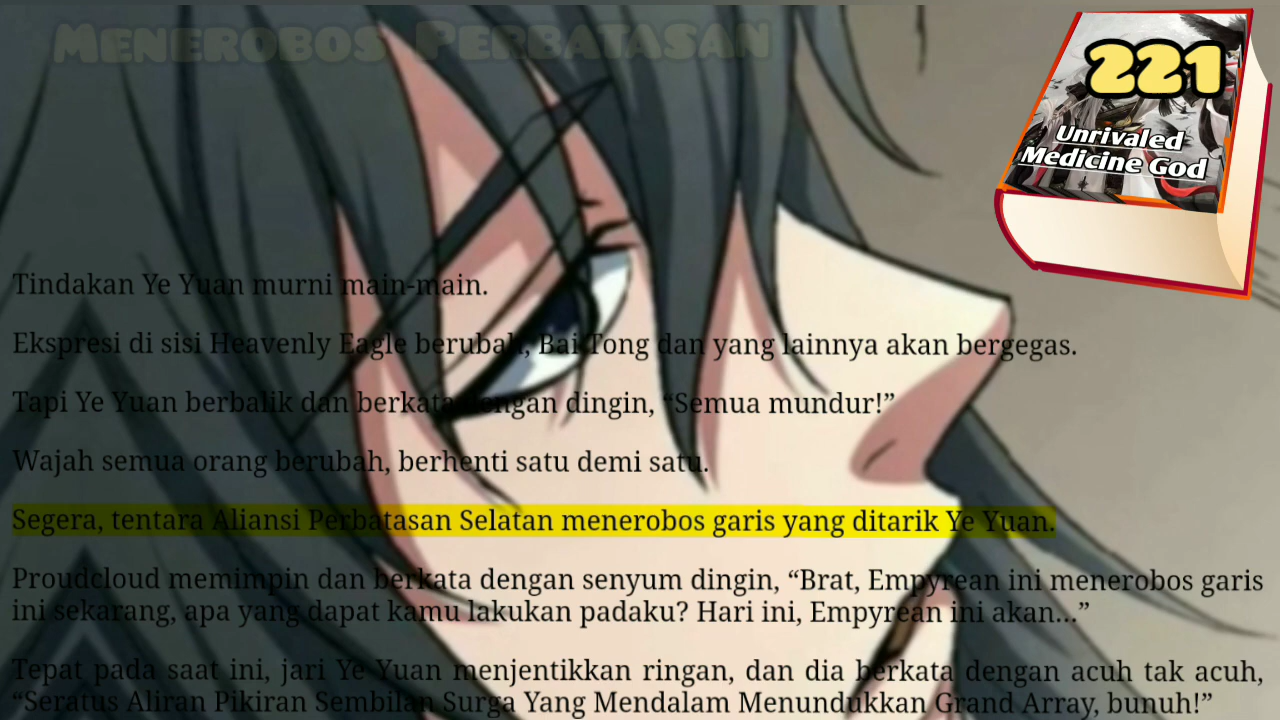 Menerobos Perbatasan
221
Unrivaled
Medicine God
Tindakan Ye Yuan murni main-main.
Ekspresi di sisi Heavenly Eagle berubah, Bai Tong dan yang lainnya akan bergegas.
Tapi Ye Yuan berbalik dan berkata dengan dingin, “Semua mundur!”
Wajah semua orang berubah, berhenti satu demi satu.
Segera, tentara Aliansi Perbatasan Selatan menerobos garis yang ditarik Ye Yuan.
Proudcloud memimpin dan berkata dengan senyum dingin, “Brat, Empyrean ini menerobos garis
ini sekarang, apa yang dapat kamu lakukan padaku? Hari ini, Empyrean ini akan...”
Tepat pada saat ini, jari Ye Yuan menjentikkan ringan, dan dia berkata dengan acuh tak acuh,
“Seratus Aliran Pikiran Sembilan Surga Yang Mendalam Menundukkan Grand Array, bunuh!”